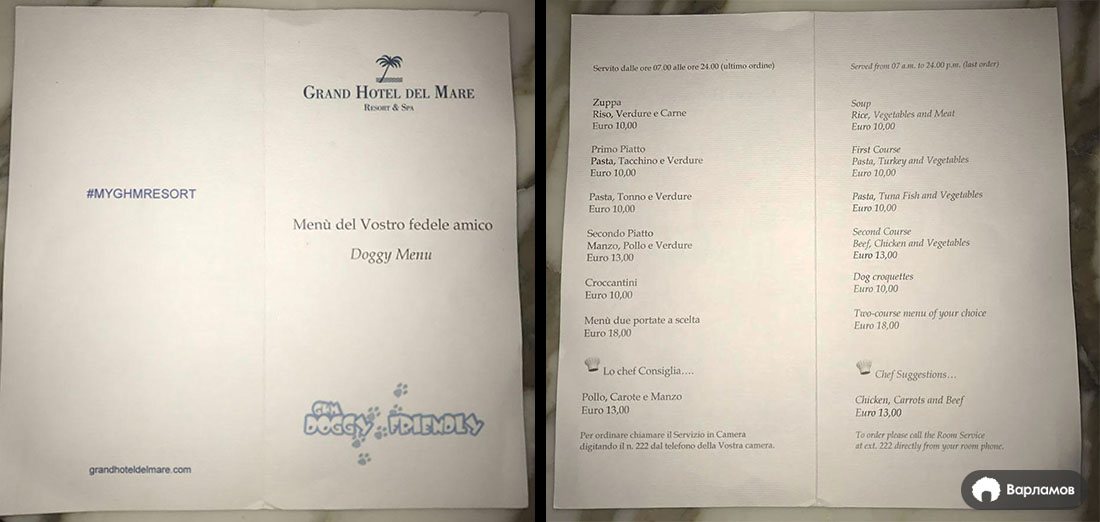 GRAND HOTEL DEL MARE
RESORT & SPA
#MYGHMRESORT
Menù del Vostro fedele amico
Doggy Menu
GHM
DOGGY FRIENDLY
grandhoteldelmare.com
Servito dalle ore 07.00 alle ore 24.00 (ultimo ordine)
Zuppa
Riso, Verdure e Carne
Euro 10,00
Primo Piatto
Pasta, Tacchino e Verdure
Euro 10,00
Pasta, Tonno e Verdure
Euro 10,00
Secondo Piatto
Manzo, Pollo e Verdure
Euro 13,00
Croccantini
Euro 10,00
Menù due portate a scelta
Euro 18,00
Lo chef Consiglia....
Pollo, Carote e Manzo
Euro 13,00
Per ordinare chiamare il Servizio in Camera
digitando il n. 222 dal telefono della Vostra camera.
Served from 07 a.m. to 24.00 p.m. (last order)
Soup
Rice, Vegetables and Meat
Euro 10,00
First Course
Pasta, Turkey and Vegetables
Euro 10,00
Pasta, Tuna Fish and Vegetables
Euro 10,00
Second Course
Beef, Chicken and Vegetables
Euro 13,00
Dog croquettes
Euro 10,00
Two-course menu of your choice
Euro 18,00
Chef Suggestions...
Chicken, Carrots and Beef
Euro 13,00
To order please call the Room Service
at ext. 222 directly from your room phone.
Варламов